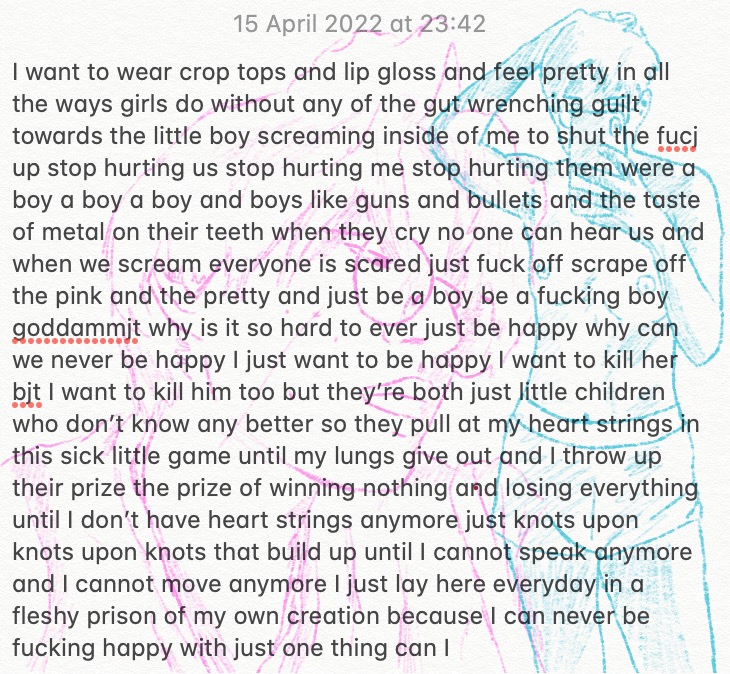 15 April 2022 at 23:42
I want to wear crop tops and lip gloss and feel pretty in all
the ways girls do without any of the gut wrenching guilt
towards the little boy screaming inside of me to shut the fucj
up stop hurting us stop hurting me stop hurting them were a
boy a boy a boy and boys like guns and bullets and the taste
of metal on their teeth when they cry no one can hear us and
when we scream everyone is scared just fuck off scrape off
the pink and the pretty and just be a boy be a fucking boy
goddammjt why is it so hard to ever just be happy why can
we never be happy I just want to be happy I want to kill her
bjt I want to kill him too but they’re both just little children
who don’t know any better so they pull at my heart strings in
this sick little game until my lungs give out and I throw up
their prize the prize of winning nothing and losing everything
until I don’t have heart strings anymore just knots upon
knots upon knots that build up until I cannot speak anymore
and I cannot move anymore I just lay here everyday in a
fleshy prison of my own creation because I can never be
fucking happy with just one thing can I